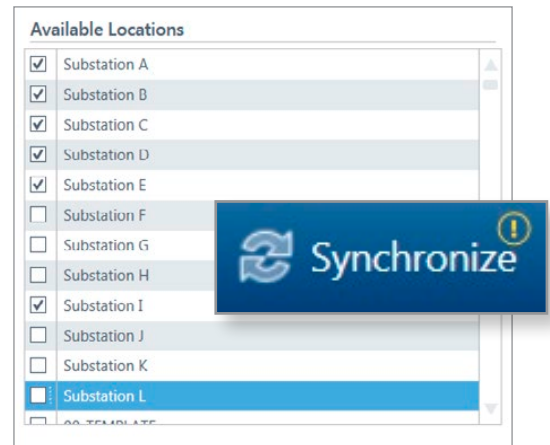 Available Locations
Substation A
Substation B
Substation C
Substation D
Substation E
Substation F
Substation G
Substation H
Substation I
Substation J
Substation K
Substation L
Synchronize